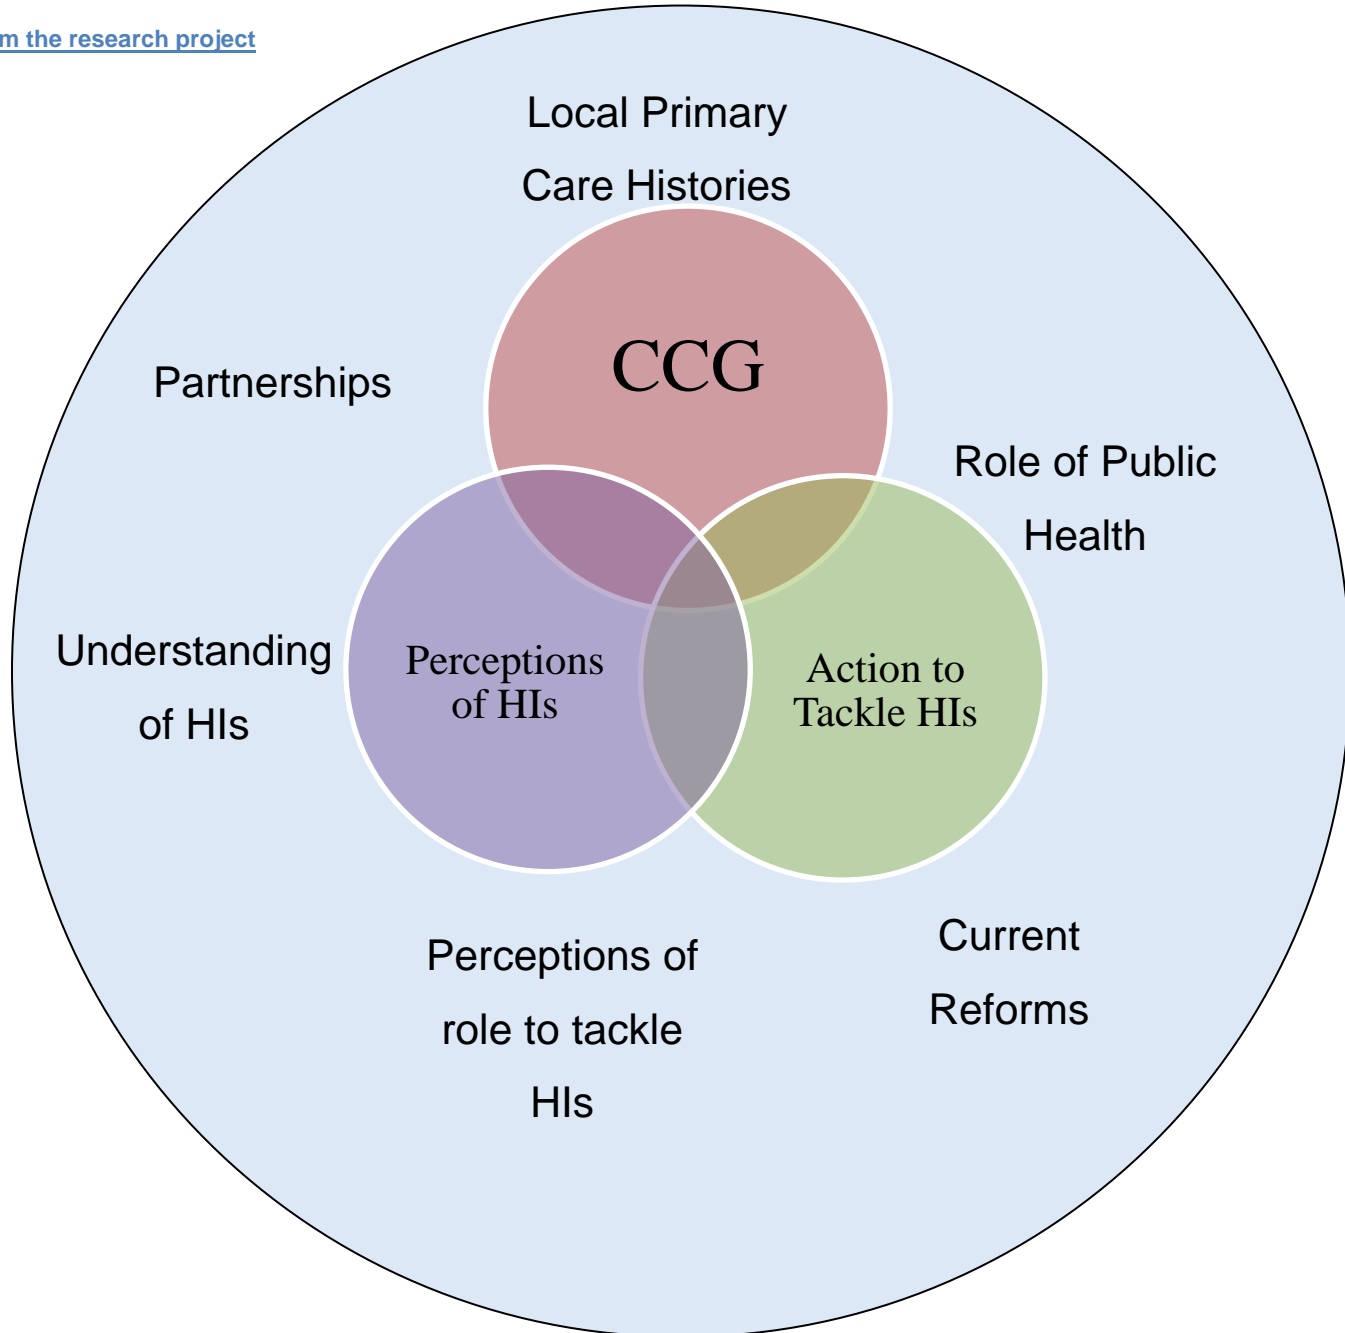 the research project
Local Primary
Care Histories
CCG
Partnerships
Role of Public
Health
Understanding
of HIs
Perceptions
of HIs
Action to
Tackle HIs
Perceptions of
role to tackle
HIs
Current
Reforms